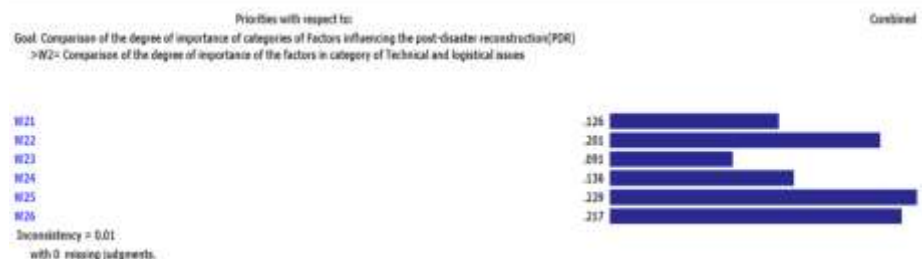 Priorities with respect to:
Combined
Goal: Comparison of the degree of importance of categories of Factors influencing the post-disaster reconstruction(PDR)
>W2= Comparison of the degree of importance of the factors in category of Technical and logistical issues
W21 .126
W22 .201
W23 .091
W24 .136
W25 .229
W26 .217
Inconsistency = 0.01
with 0 missing judgments.